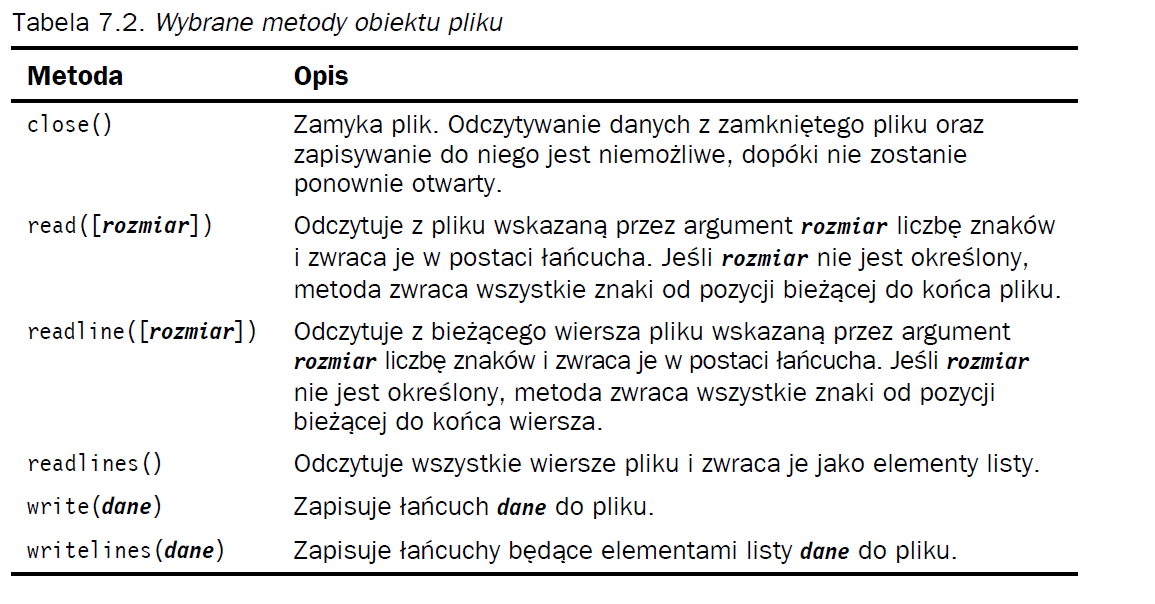 Tabela 7.2. Wybrane metody obiektu pliku
Metoda Opis
close() Zamyka plik. Odczytywanie danych z zamkniętego pliku oraz
zapisywanie do niego jest niemożliwe, dopóki nie zostanie
ponownie otwarty.
read([rozmiar]) Odczytuje z pliku wskazaną przez argument rozmiar liczbę znaków
i zwraca je w postaci łańcucha. Jeśli rozmiar nie jest określony,
metoda zwraca wszystkie znaki od pozycji bieżącej do końca pliku.
readline([rozmiar]) Odczytuje z bieżącego wiersza pliku wskazaną przez argument
rozmiar liczbę znaków i zwraca je w postaci łańcucha. Jeśli rozmiar
nie jest określony, metoda zwraca wszystkie znaki od pozycji
bieżącej do końca wiersza.
readlines() Odczytuje wszystkie wiersze pliku i zwraca je jako elementy listy.
write(dane) Zapisuje łańcuch dane do pliku.
writelines(dane) Zapisuje łańcuchy będące elementami listy dane do pliku.